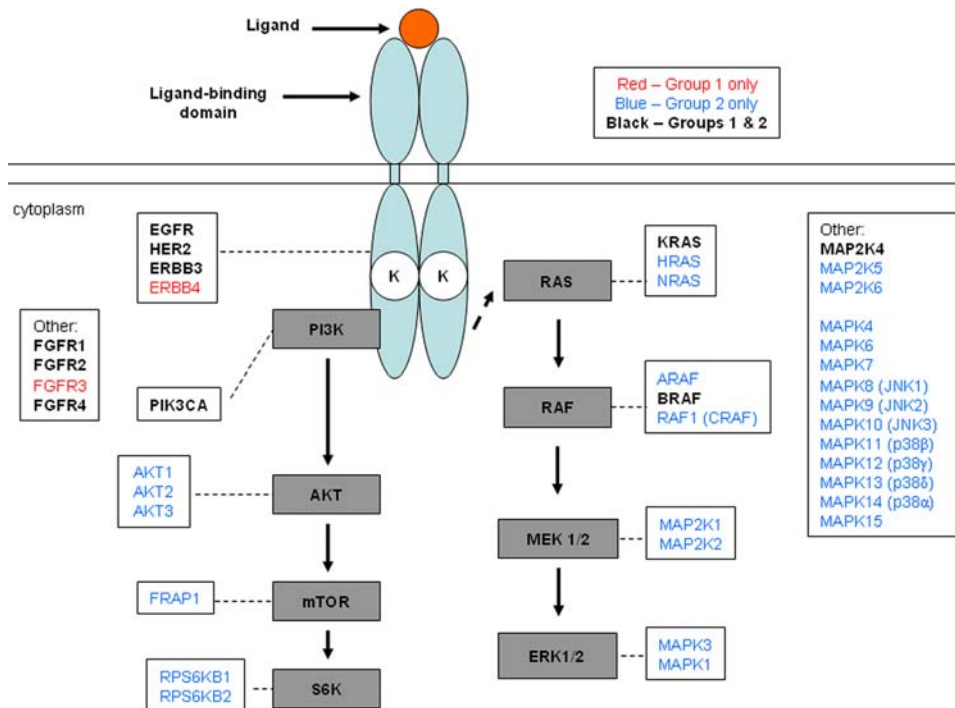 Ligand
Ligand-binding
domain
Red – Group 1 only
Blue – Group 2 only
Black – Groups 1 & 2
cytoplasm
EGFR
HER2
ERBB3
ERBB4
K
K
Other:
FGFR1
FGFR2
FGFR3
FGFR4
PI3K
PIK3CA
AKT1
AKT2
AKT3
AKT
FRAP1
mTOR
RPS6KB1
RPS6KB2
S6K
RAS
KRAS
HRAS
NRAS
RAF
ARAF
BRAF
RAF1 (CRAF)
MEK 1/2
MAP2K1
MAP2K2
ERK1/2
MAPK3
MAPK1
Other:
MAP2K4
MAP2K5
MAP2K6
MAPK4
MAPK6
MAPK7
MAPK8 (JNK1)
MAPK9 (JNK2)
MAPK10 (JNK3)
MAPK11 (p38β)
MAPK12 (p38γ)
MAPK13 (p38δ)
MAPK14 (p38α)
MAPK15